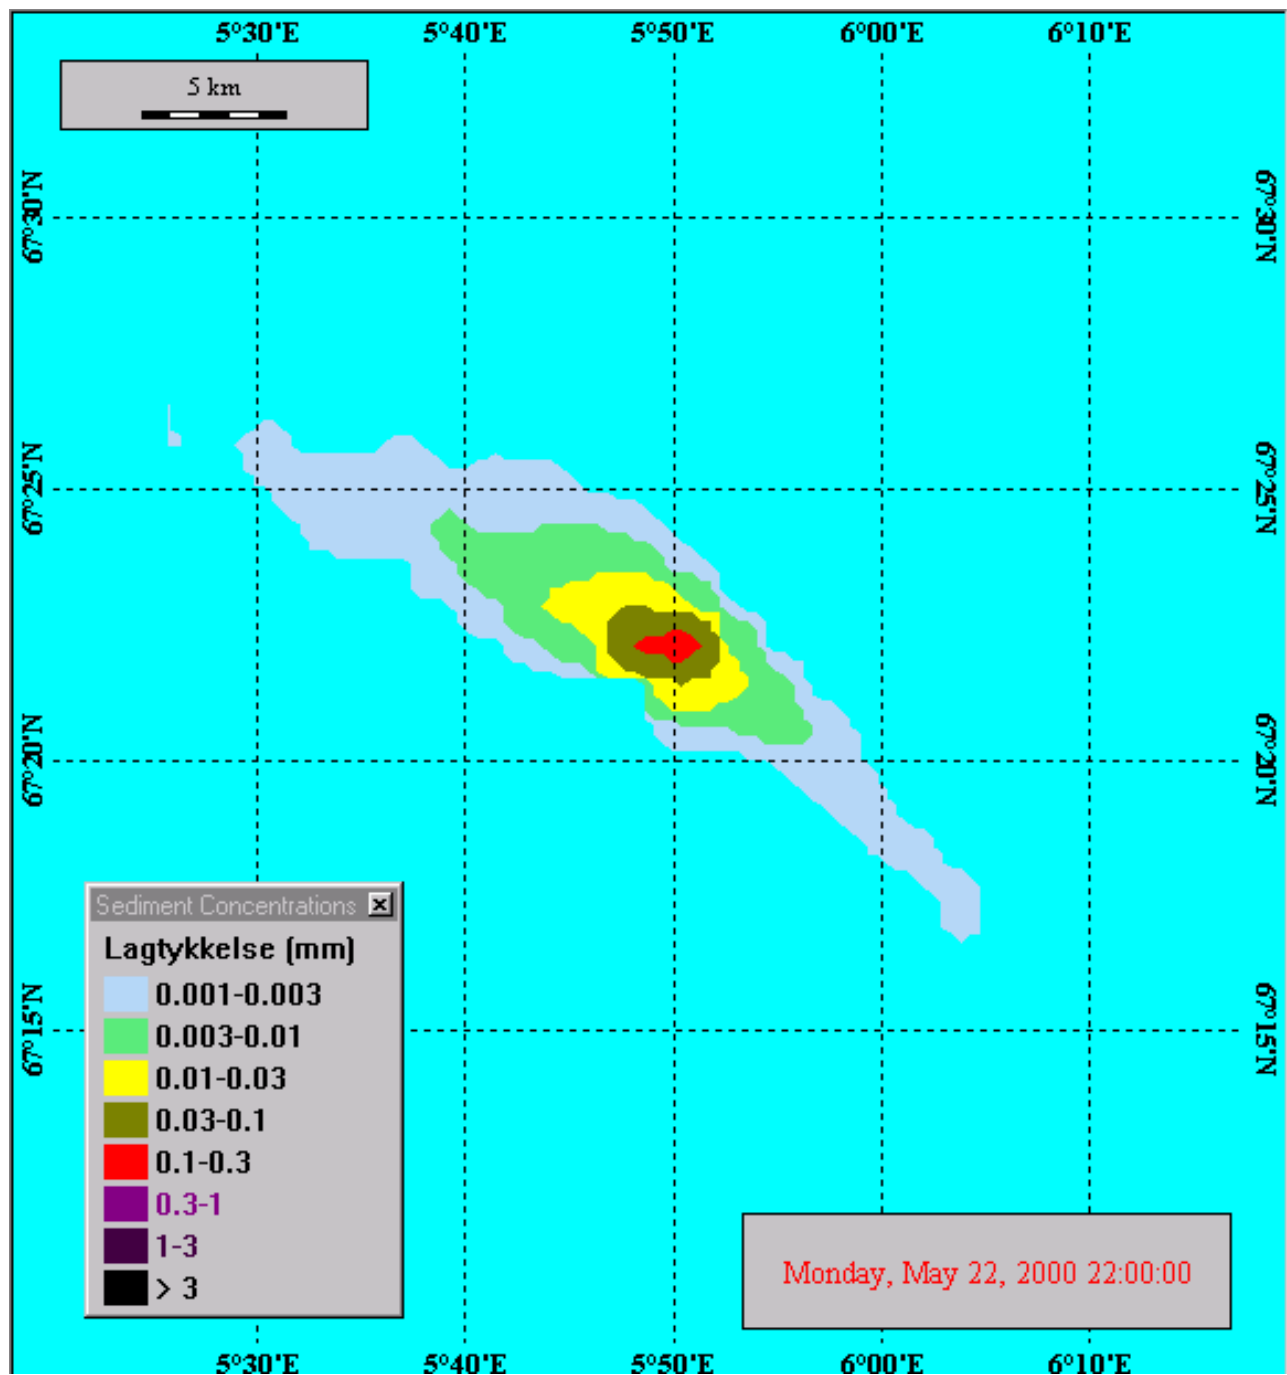 5°30'E 5°40'E 5°50'E 6°00'E 6°10'E
5 km
67°30'N 67°30'N
67°25'N 67°25'N
67°20'N 67°20'N
Sediment Concentrations
Lagtykkelse (mm)
0.001-0.003
0.003-0.01
67°15'N 67°15'N
0.01-0.03
0.03-0.1
0.1-0.3
0.3-1
1-3
> 3
Monday, May 22, 2000 22:00:00
5°30'E 5°40'E 5°50'E 6°00'E 6°10'E